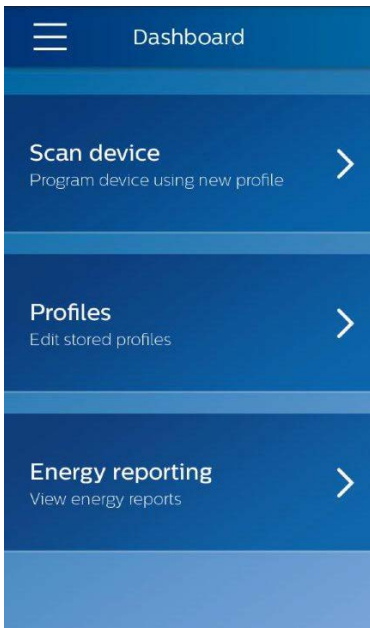 Dashboard
Scan device
Program device using new profile
Profiles
Edit stored profiles
Energy reporting
View energy reports